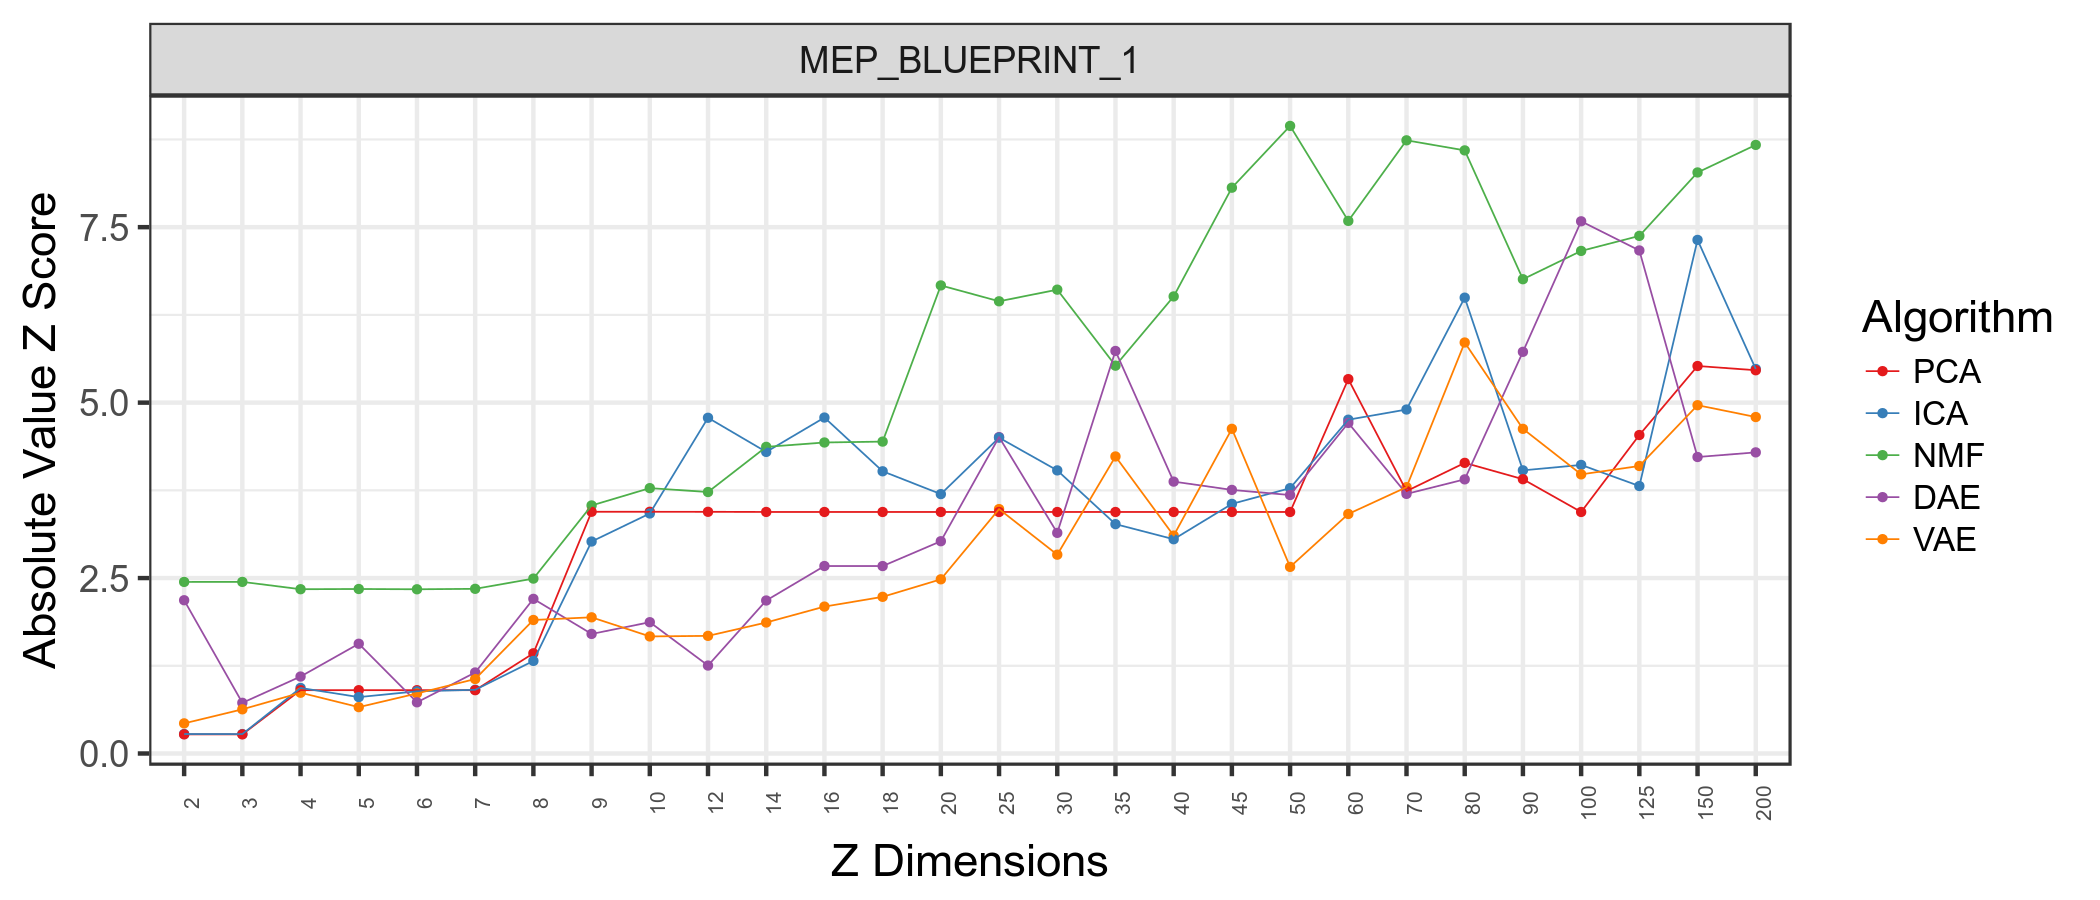 MEP_BLUEPRINT_1
Absolute Value Z Score
7.5
5.0
2.5
0.0
2 3 4 5 6 7 8 9 10 12 14 16 18 20 25 30 35 40 45 50 60 70 80 90 100 125 150 200
Z Dimensions
Algorithm
PCA
ICA
NMF
DAE
VAE